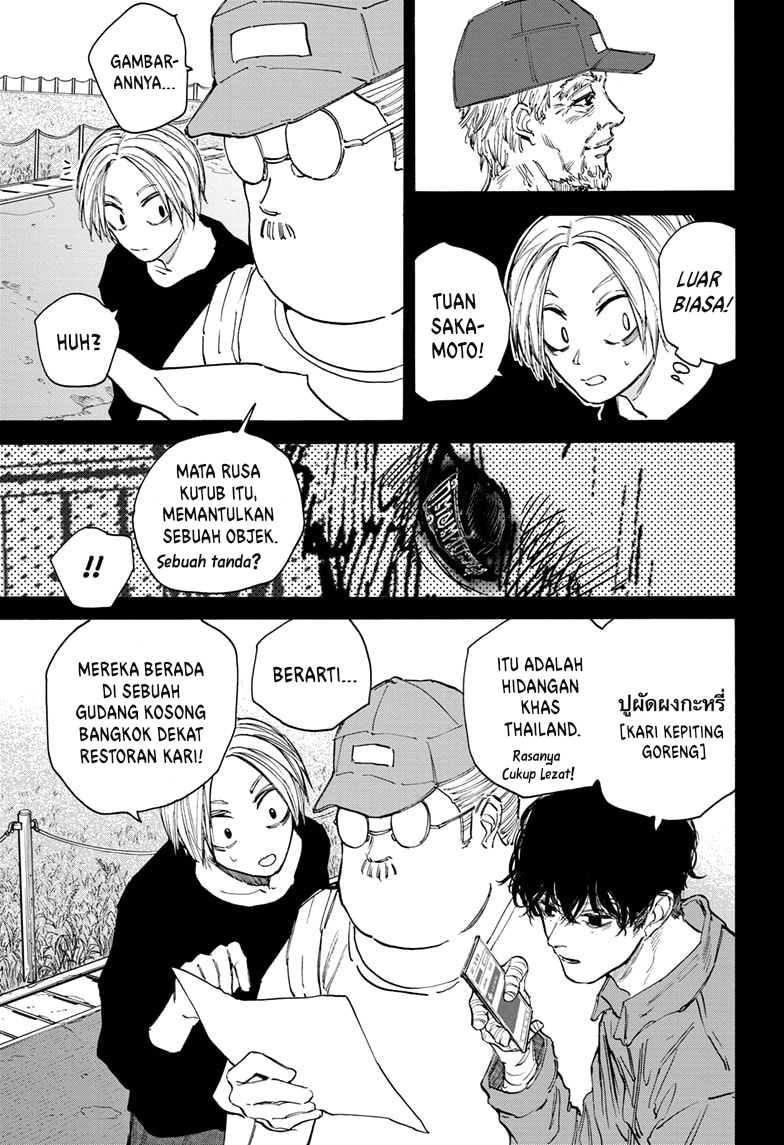 LUAR
BIASA!
TUAN
SAKA-
MOTO!
GAMBAR-
ANNYA...
HUH?
MATA RUSA
KUTUB ITU,
MEMANTULKAN
SEBUAH OBJEK.
Sebuah tanda?
!!
ปูผัดผงกะหรี่
[KARI KEPITING
GORENG]
ITU ADALAH
HIDANGAN
KHAS
THAILAND.
Rasanya
Cukup Lezat!
BERARTI...
MEREKA BERADA
DI SEBUAH
GUDANG KOSONG
BANGKOK DEKAT
RESTORAN KARI!